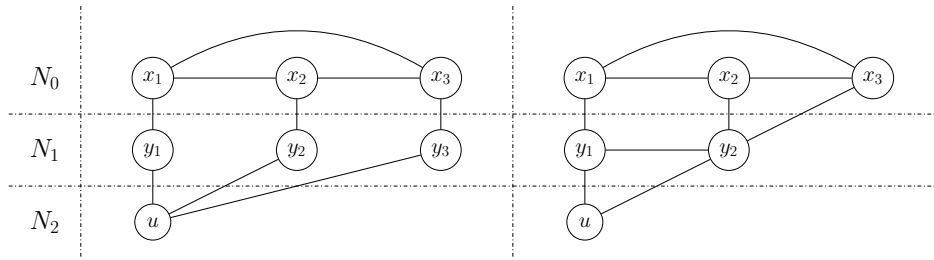 N₀ x₁ x₂ x₃ x₁ x₂ x₃
N₁ y₁ y₂ y₃ y₁ y₂
N₂ u u